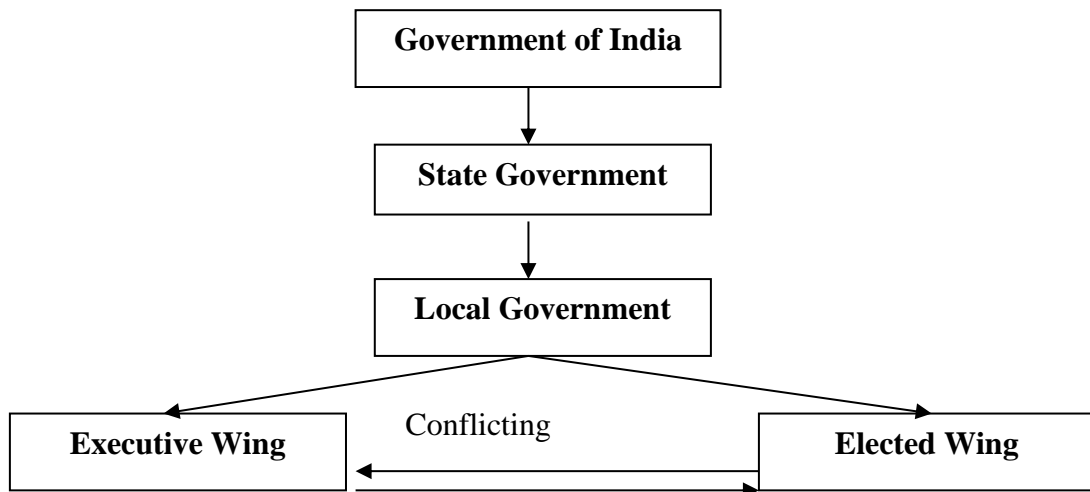 Government of India
State Government
Local Government
Conflicting
Executive Wing
Elected Wing